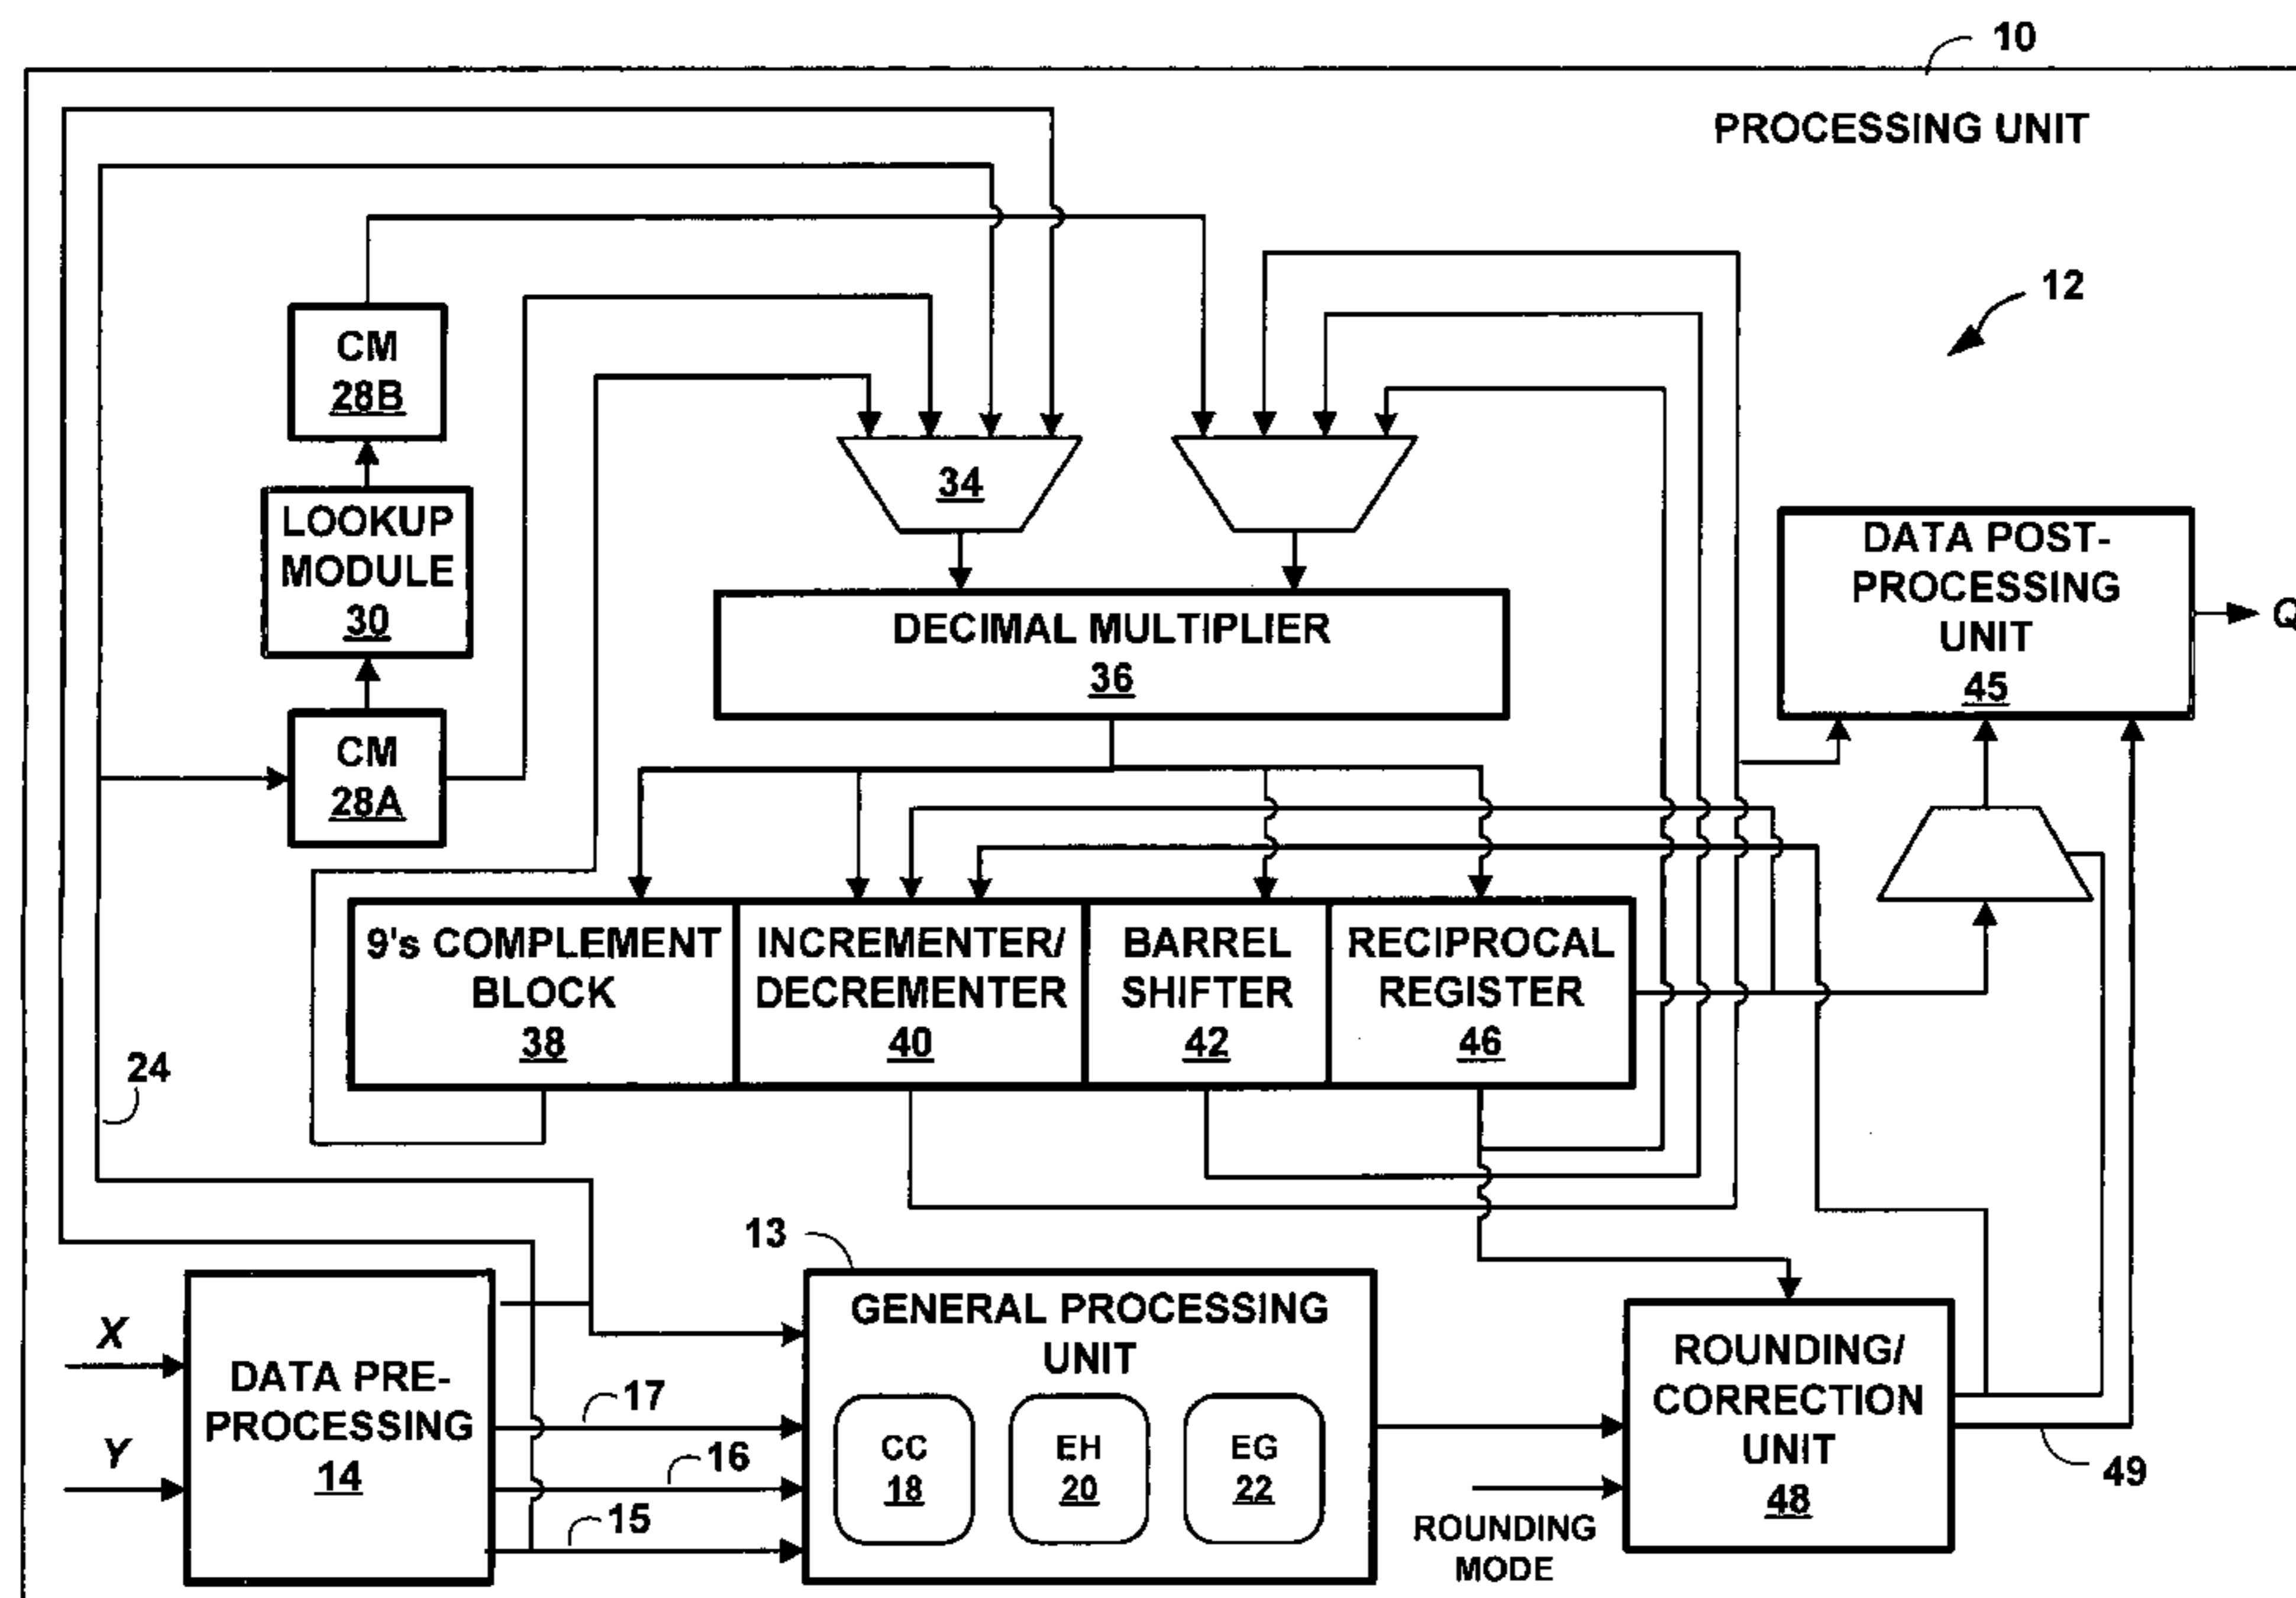 10
PROCESSING UNIT
12
CM
28B
34
LOOKUP
MODULE
30
DATA POST-
PROCESSING
UNIT
45
Q
DECIMAL MULTIPLIER
36
CM
28A
9's COMPLEMENT
BLOCK
38
INCREMENTER/
DECREMENTER
40
BARREL
SHIFTER
42
RECIPROCAL
REGISTER
46
24
13
X
Y
DATA PRE-
PROCESSING
14
17
16
15
GENERAL PROCESSING
UNIT
CC
18
EH
20
EG
22
ROUNDING
MODE
ROUNDING/
CORRECTION
UNIT
48
49